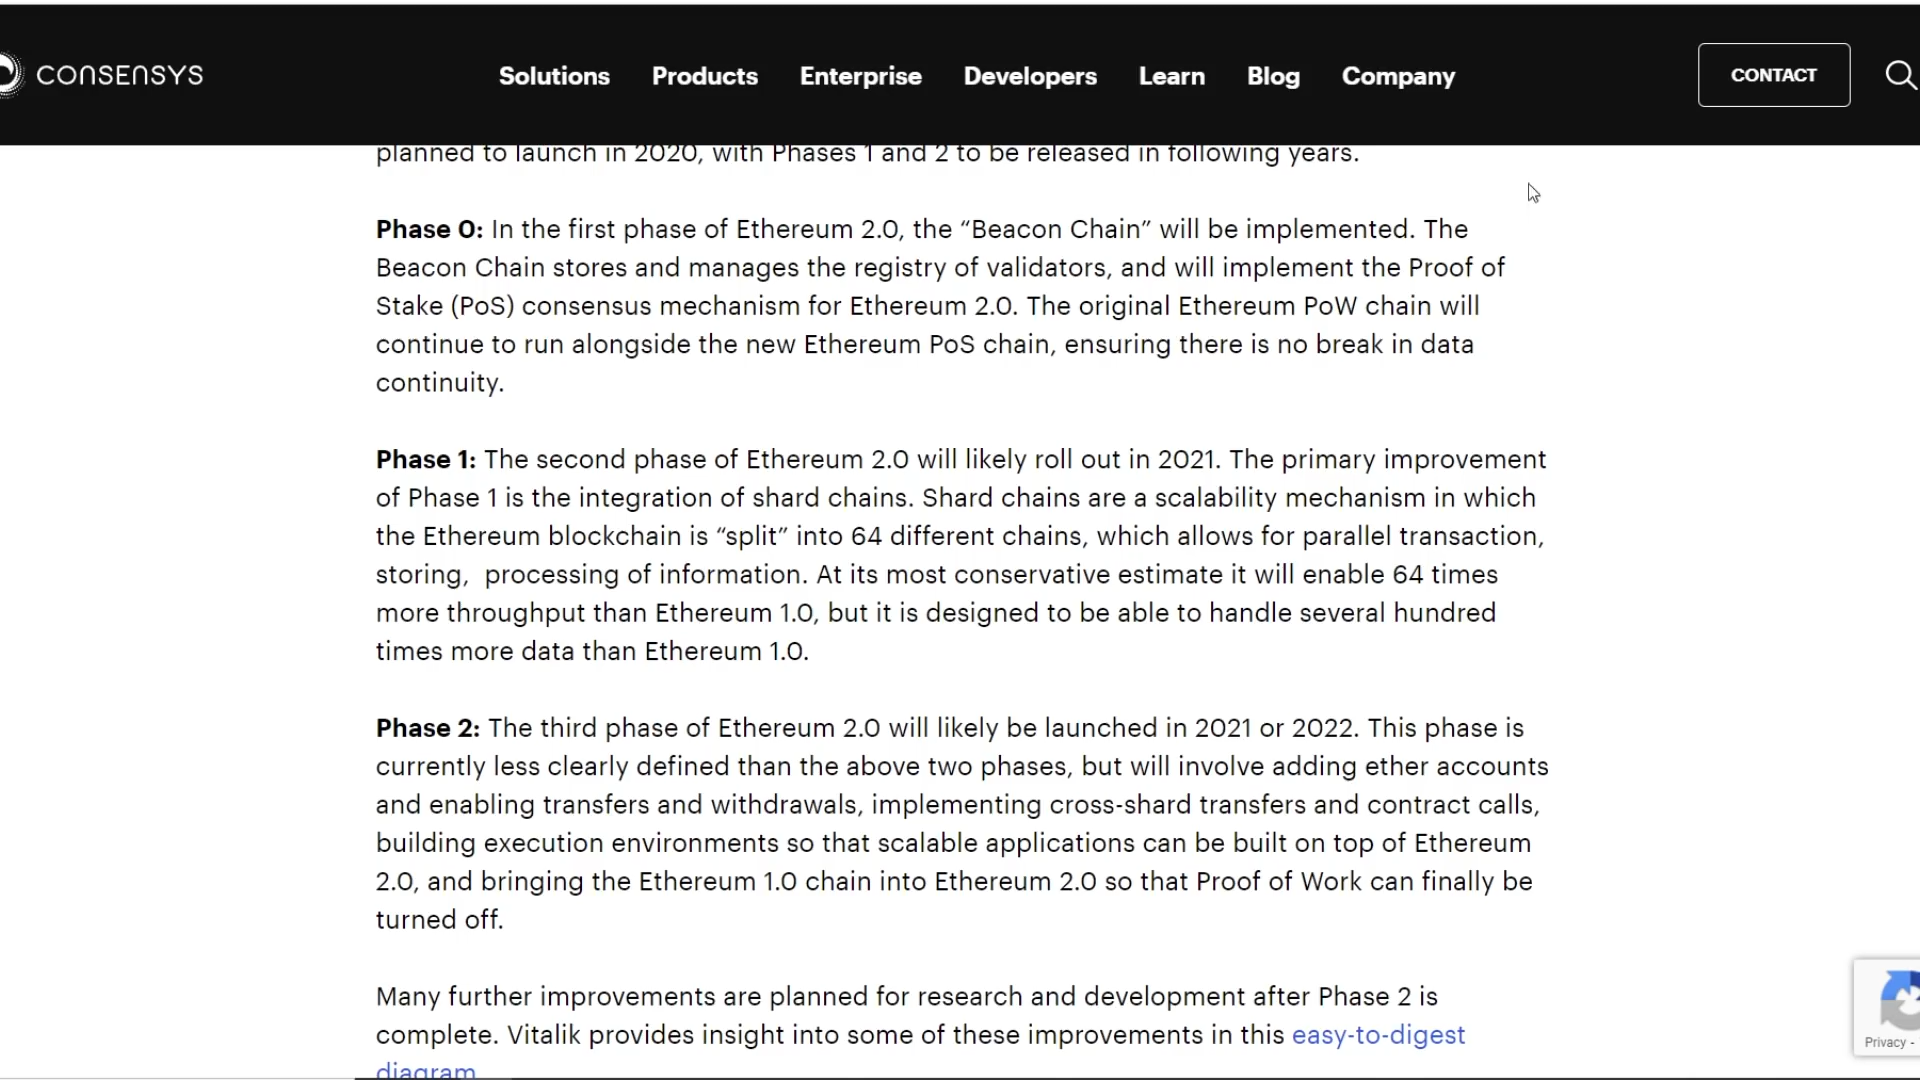 CONSENSYS
Solutions Products Enterprise Developers Learn Blog Company
CONTACT
planned to launch in 2020, with Phases 1 and 2 to be released in following years.
Phase 0: In the first phase of Ethereum 2.0, the “Beacon Chain” will be implemented. The
Beacon Chain stores and manages the registry of validators, and will implement the Proof of
Stake (PoS) consensus mechanism for Ethereum 2.0. The original Ethereum PoW chain will
continue to run alongside the new Ethereum PoS chain, ensuring there is no break in data
continuity.
Phase 1: The second phase of Ethereum 2.0 will likely roll out in 2021. The primary improvement
of Phase 1 is the integration of shard chains. Shard chains are a scalability mechanism in which
the Ethereum blockchain is “split” into 64 different chains, which allows for parallel transaction,
storing,  processing of information. At its most conservative estimate it will enable 64 times
more throughput than Ethereum 1.0, but it is designed to be able to handle several hundred
times more data than Ethereum 1.0.
Phase 2: The third phase of Ethereum 2.0 will likely be launched in 2021 or 2022. This phase is
currently less clearly defined than the above two phases, but will involve adding ether accounts
and enabling transfers and withdrawals, implementing cross-shard transfers and contract calls,
building execution environments so that scalable applications can be built on top of Ethereum
2.0, and bringing the Ethereum 1.0 chain into Ethereum 2.0 so that Proof of Work can finally be
turned off.
Many further improvements are planned for research and development after Phase 2 is
complete. Vitalik provides insight into some of these improvements in this easy-to-digest
diagram
Privacy -